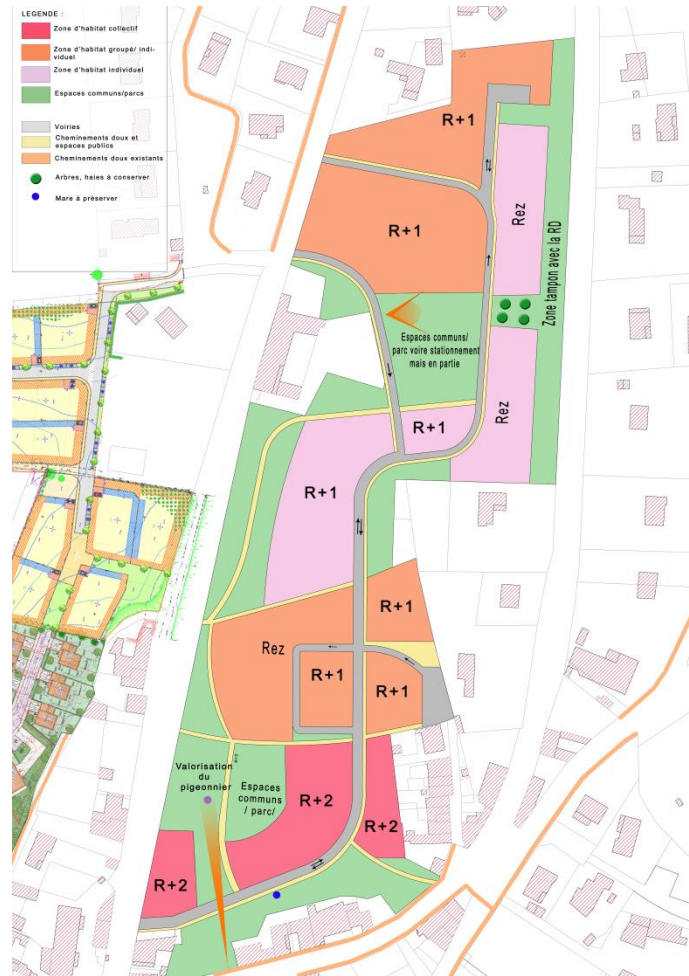 LEGENDE :
Zone d'habitat collectif
Zone d'habitat groupé/ indi-
viduel
Zone d'habitat individuel
Espaces communs/parcs
Voiries
Cheminements doux et
espaces publics
Cheminements doux existants
Arbres, haies à conserver
Mare à préserver
R+1
Rez
R+1
Zone tampon avec la RD
Espaces communs/
parc voire stationnement
mais en partie
Rez
R+1
R+1
R+1
Rez
R+1
R+1
Valorisation
du
pigeonnier
Espaces
communs
/ parc/
R+2
R+2
R+2